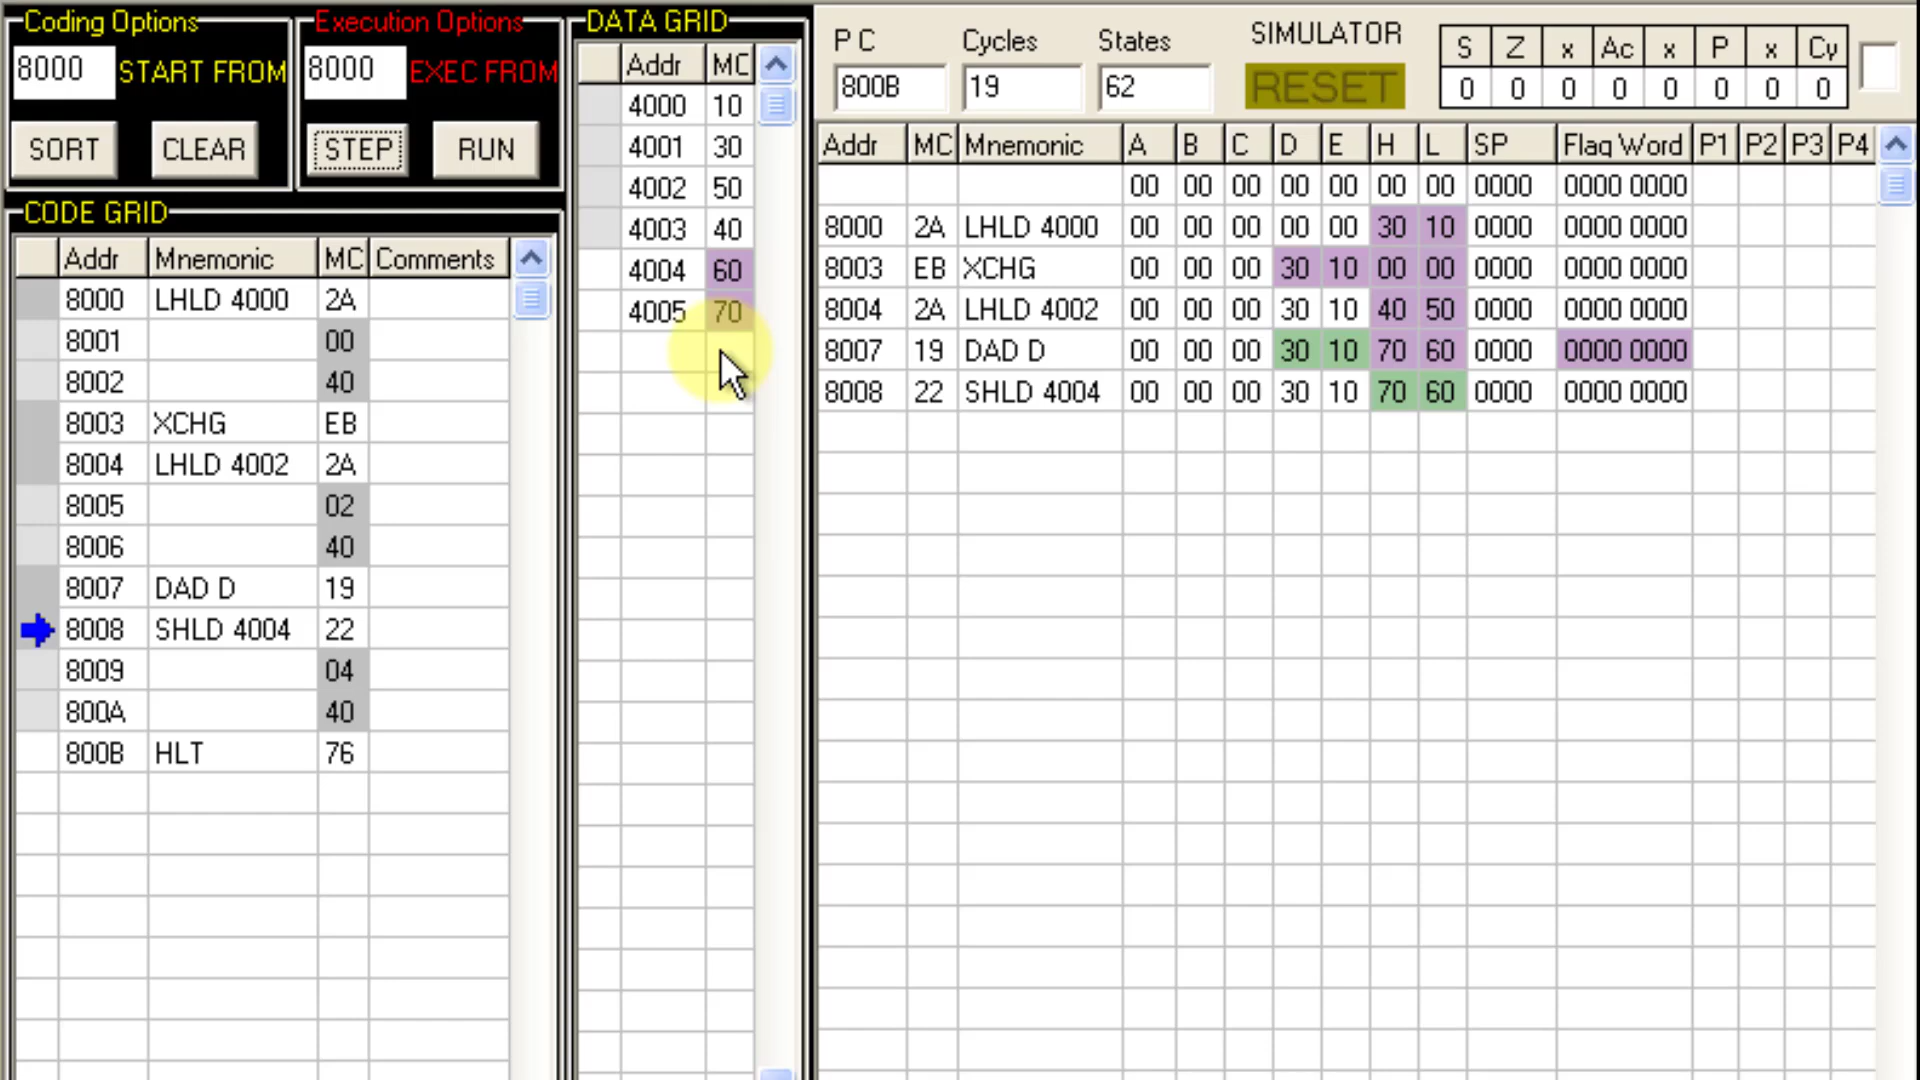 Coding Options
8000 START FROM
SORT CLEAR
Execution Options
8000 EXEC FROM
STEP RUN
CODE GRID
Addr Mnemonic MC Comments
8000 LHLD 4000 2A
8001 00
8002 40
8003 XCHG EB
8004 LHLD 4002 2A
8005 02
8006 40
8007 DAD D 19
8008 SHLD 4004 22
8009 04
800A 40
800B HLT 76
DATA GRID
Addr MC
4000 10
4001 30
4002 50
4003 40
4004 60
4005 70
P C Cycles States
800B 19 62
SIMULATOR
RESET
S Z x Ac x P x Cy
0 0 0 0 0 0 0 0
Addr MC Mnemonic A B C D E H L SP Flag Word P1 P2 P3 P4
00 00 00 00 00 00 00 0000 0000 0000
8000 2A LHLD 4000 00 00 00 00 00 30 10 0000 0000 0000
8003 EB XCHG 00 00 00 30 10 00 00 0000 0000 0000
8004 2A LHLD 4002 00 00 00 30 10 40 50 0000 0000 0000
8007 19 DAD D 00 00 00 30 10 70 60 0000 0000 0000
8008 22 SHLD 4004 00 00 00 30 10 70 60 0000 0000 0000